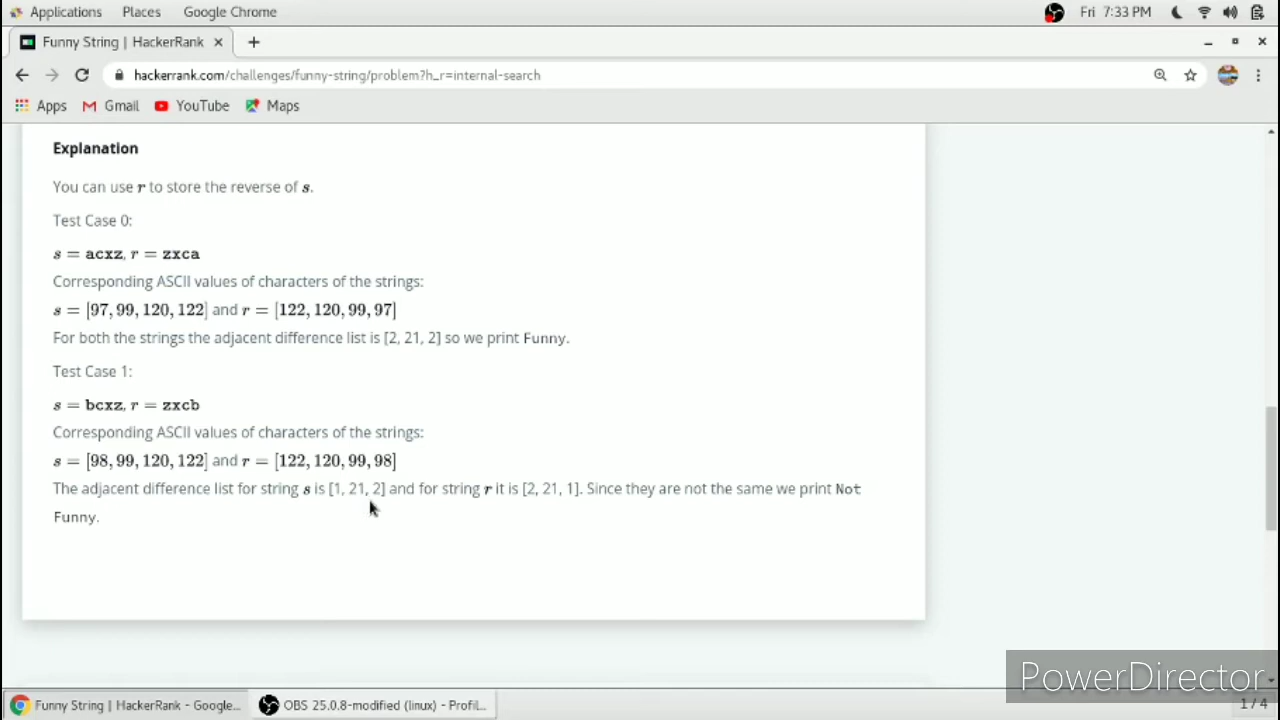 Applications Places Google Chrome Fri 7:33 PM
Funny String | HackerRank
hackerrank.com/challenges/funny-string/problem?h_r=internal-search
Apps Gmail YouTube Maps
Explanation
You can use r to store the reverse of s.
Test Case 0:
s = acxz, r = zxca
Corresponding ASCII values of characters of the strings:
s = [97, 99, 120, 122] and r = [122, 120, 99, 97]
For both the strings the adjacent difference list is [2, 21, 2] so we print Funny.
Test Case 1:
s = bcxz, r = zxcb
Corresponding ASCII values of characters of the strings:
s = [98, 99, 120, 122] and r = [122, 120, 99, 98]
The adjacent difference list for string s is [1, 21, 2] and for string r it is [2, 21, 1]. Since they are not the same we print Not
Funny.
PowerDirector
Funny String | HackerRank - Google... OBS 25.0.8-modified (linux) - Profil... 1 / 4